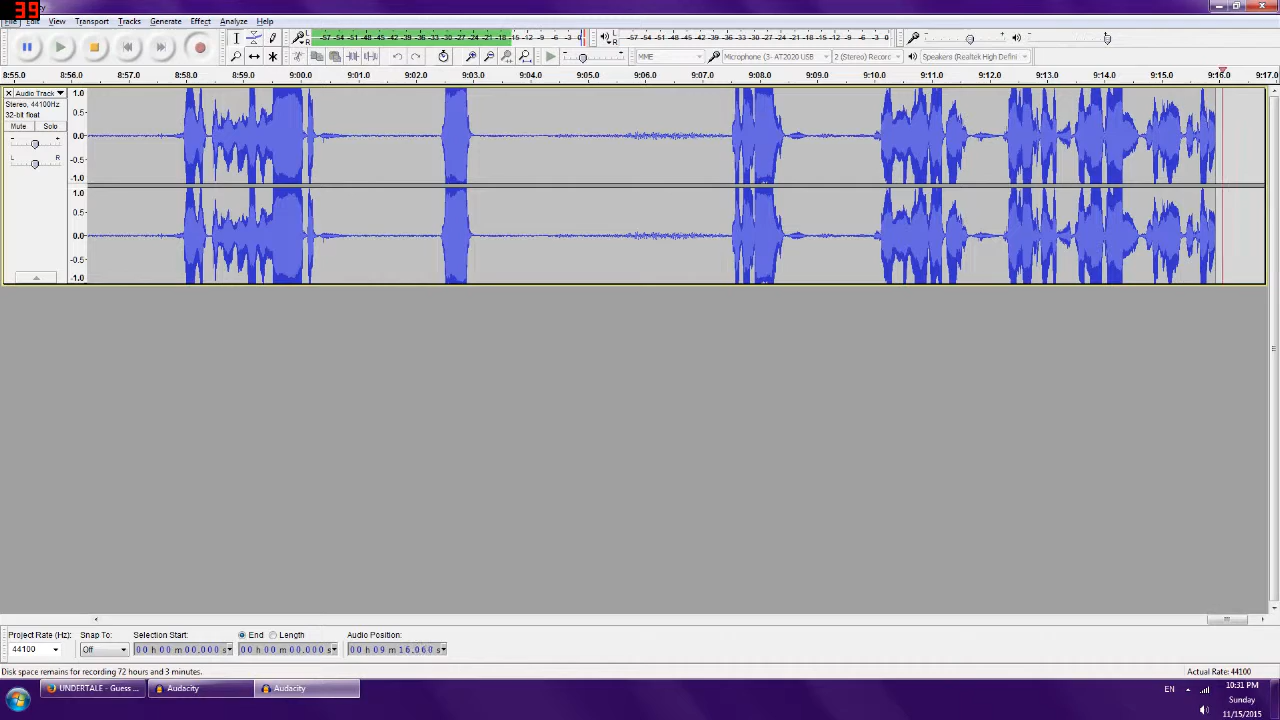 39
File Edit View Transport Tracks Generate Effect Analyze Help
-57 -54 -51 -48 -45 -42 -39 -36 -33 -30 -27 -24 -21 -18 -15 -12 -9 -6 -3 0
-57 -54 -51 -48 -45 -42 -39 -36 -33 -30 -27 -24 -21 -18 -15 -12 -9 -6 -3 0
MME Microphone (3- AT2020 USB 2 (Stereo) Record Speakers (Realtek High Defini
8:55.0 8:56.0 8:57.0 8:58.0 8:59.0 9:00.0 9:01.0 9:02.0 9:03.0 9:04.0 9:05.0 9:06.0 9:07.0 9:08.0 9:09.0 9:10.0 9:11.0 9:12.0 9:13.0 9:14.0 9:15.0 9:16.0 9:17.0
Audio Track
Stereo, 44100Hz
32-bit float
Mute Solo
- +
L R
1.0
0.5
0.0
-0.5
-1.0
1.0
0.5
0.0
-0.5
-1.0
Project Rate (Hz): Snap To: Selection Start: End Length Audio Position:
44100 Off 00 h 00 m 00.000 s 00 h 00 m 00.000 s 00 h 09 m 16.060 s
Disk space remains for recording 72 hours and 3 minutes. Actual Rate: 44100
UNDERTALE - Guess ... Audacity Audacity
EN
10:31 PM
Sunday
11/15/2015